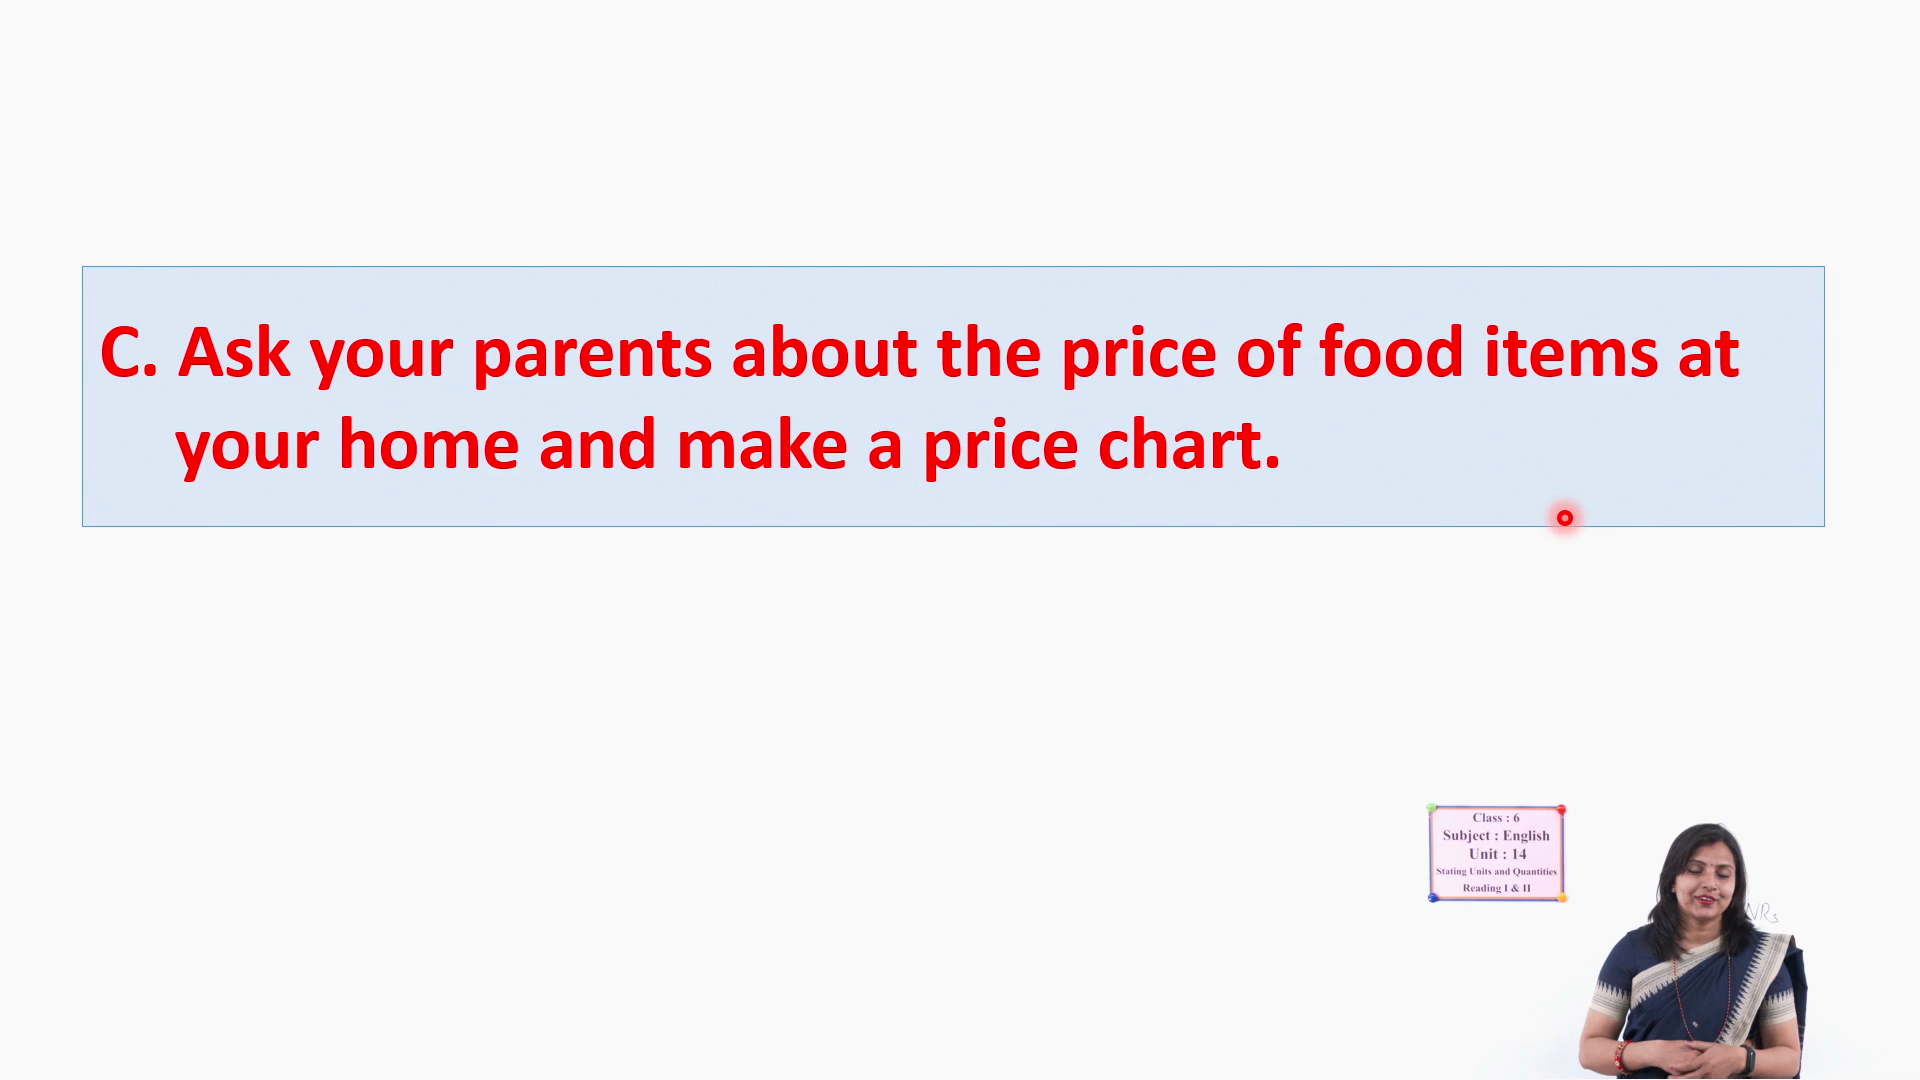 C. Ask your parents about the price of food items at
your home and make a price chart.
Class : 6
Subject : English
Unit : 14
Stating Units and Quantities
Reading I & II